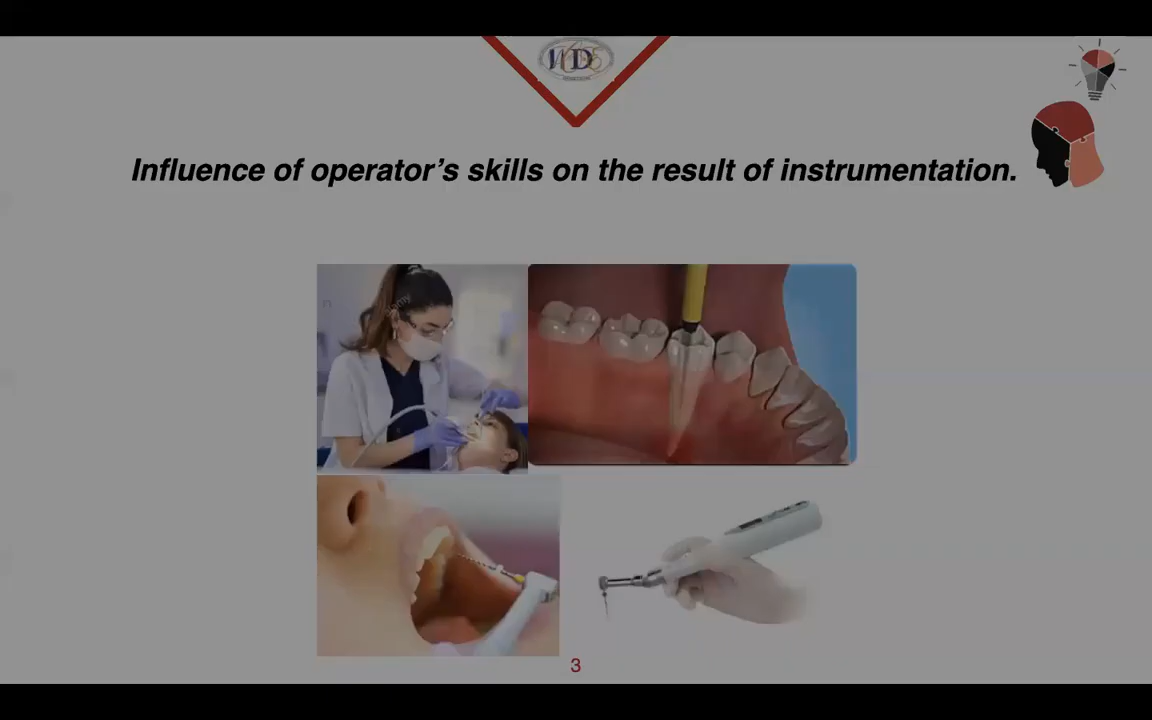 Influence of operator’s skills on the result of instrumentation.
3